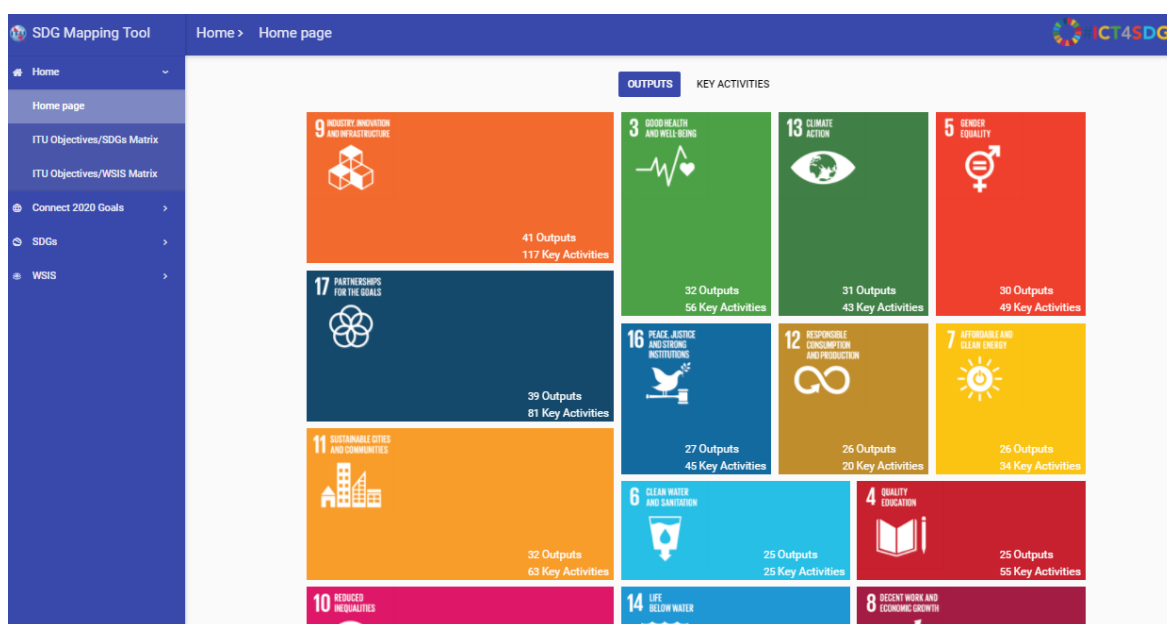 SDG Mapping Tool
Home > Home page
ICT4SDG
Home
Home page
ITU Objectives/SDGs Matrix
ITU Objectives/WSIS Matrix
Connect 2020 Goals
SDGs
WSIS
OUTPUTS KEY ACTIVITIES
9 INDUSTRY, INNOVATION
AND INFRASTRUCTURE
41 Outputs
117 Key Activities
3 GOOD HEALTH
AND WELL-BEING
32 Outputs
56 Key Activities
13 CLIMATE
ACTION
31 Outputs
43 Key Activities
5 GENDER
EQUALITY
30 Outputs
49 Key Activities
17 PARTNERSHIPS
FOR THE GOALS
39 Outputs
81 Key Activities
16 PEACE, JUSTICE
AND STRONG
INSTITUTIONS
27 Outputs
45 Key Activities
12 RESPONSIBLE
CONSUMPTION
AND PRODUCTION
26 Outputs
20 Key Activities
7 AFFORDABLE AND
CLEAN ENERGY
26 Outputs
34 Key Activities
11 SUSTAINABLE CITIES
AND COMMUNITIES
32 Outputs
63 Key Activities
6 CLEAN WATER
AND SANITATION
25 Outputs
25 Key Activities
4 QUALITY
EDUCATION
25 Outputs
55 Key Activities
10 REDUCED
INEQUALITIES
14 LIFE
BELOW WATER
8 DECENT WORK AND
ECONOMIC GROWTH